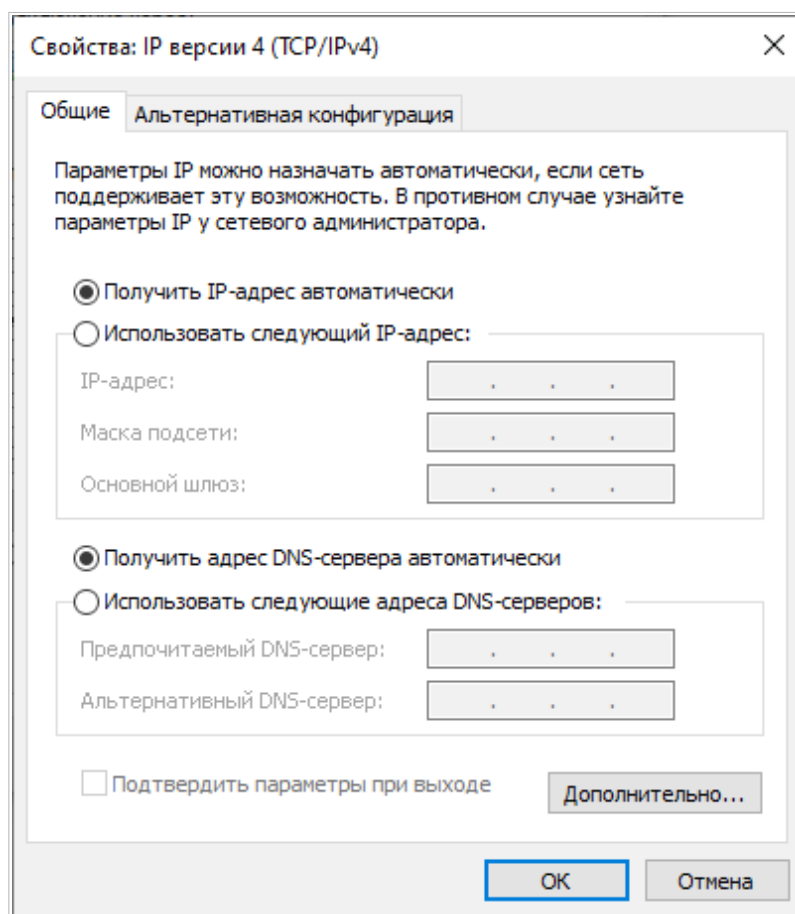 Свойства: IP версии 4 (TCP/IPv4)
Общие
Альтернативная конфигурация
Параметры IP можно назначать автоматически, если сеть
поддерживает эту возможность. В противном случае узнайте
параметры IP у сетевого администратора.
Получить IP-адрес автоматически
Использовать следующий IP-адрес:
IP-адрес:
Маска подсети:
Основной шлюз:
Получить адрес DNS-сервера автоматически
Использовать следующие адреса DNS-серверов:
Предпочитаемый DNS-сервер:
Альтернативный DNS-сервер:
Подтвердить параметры при выходе
Дополнительно...
ОК
Отмена